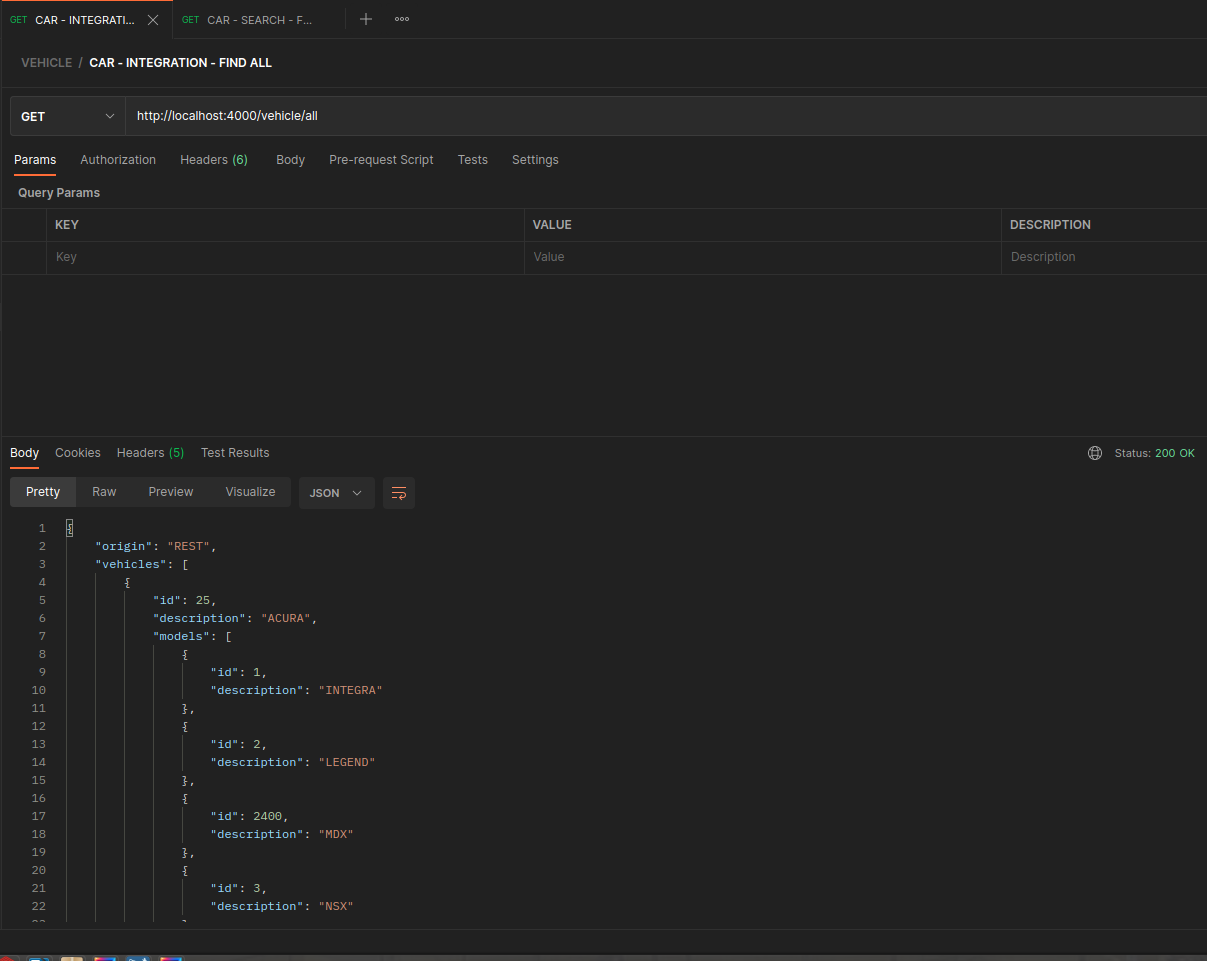 GET CAR - INTEGRATI... GET CAR - SEARCH - F...
VEHICLE / CAR - INTEGRATION - FIND ALL
GET http://localhost:4000/vehicle/all
Params Authorization Headers (6) Body Pre-request Script Tests Settings
Query Params
KEY VALUE DESCRIPTION
Key Value Description
Body Cookies Headers (5) Test Results Status: 200 OK
Pretty Raw Preview Visualize JSON
1 {
2 "origin": "REST",
3 "vehicles": [
4 {
5 "id": 25,
6 "description": "ACURA",
7 "models": [
8 {
9 "id": 1,
10 "description": "INTEGRA"
11 },
12 {
13 "id": 2,
14 "description": "LEGEND"
15 },
16 {
17 "id": 2400,
18 "description": "MDX"
19 },
20 {
21 "id": 3,
22 "description": "NSX"